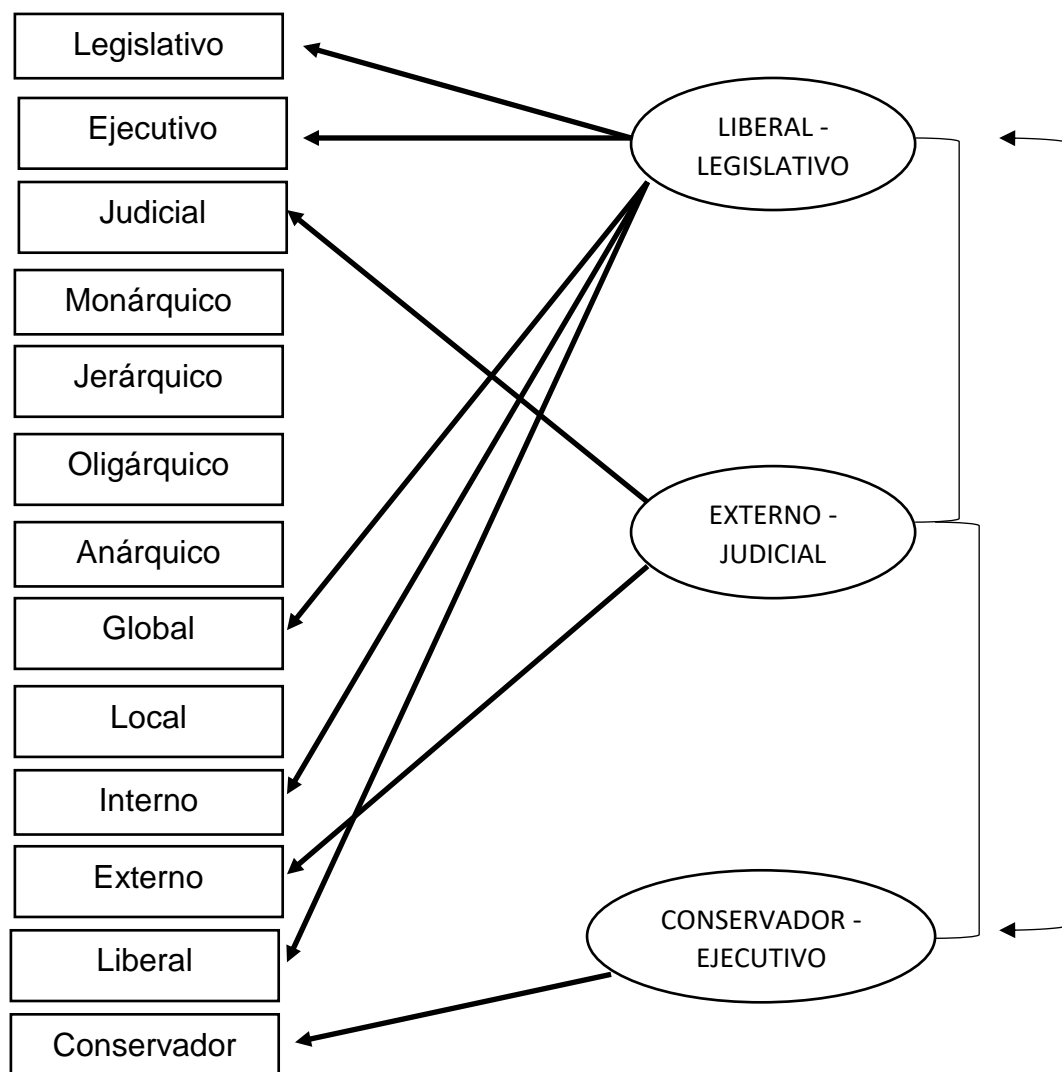 Legislativo
Ejecutivo
Judicial
Monárquico
Jerárquico
Oligárquico
Anárquico
Global
Local
Interno
Externo
Liberal
Conservador
LIBERAL -
LEGISLATIVO
EXTERNO -
JUDICIAL
CONSERVADOR -
EJECUTIVO